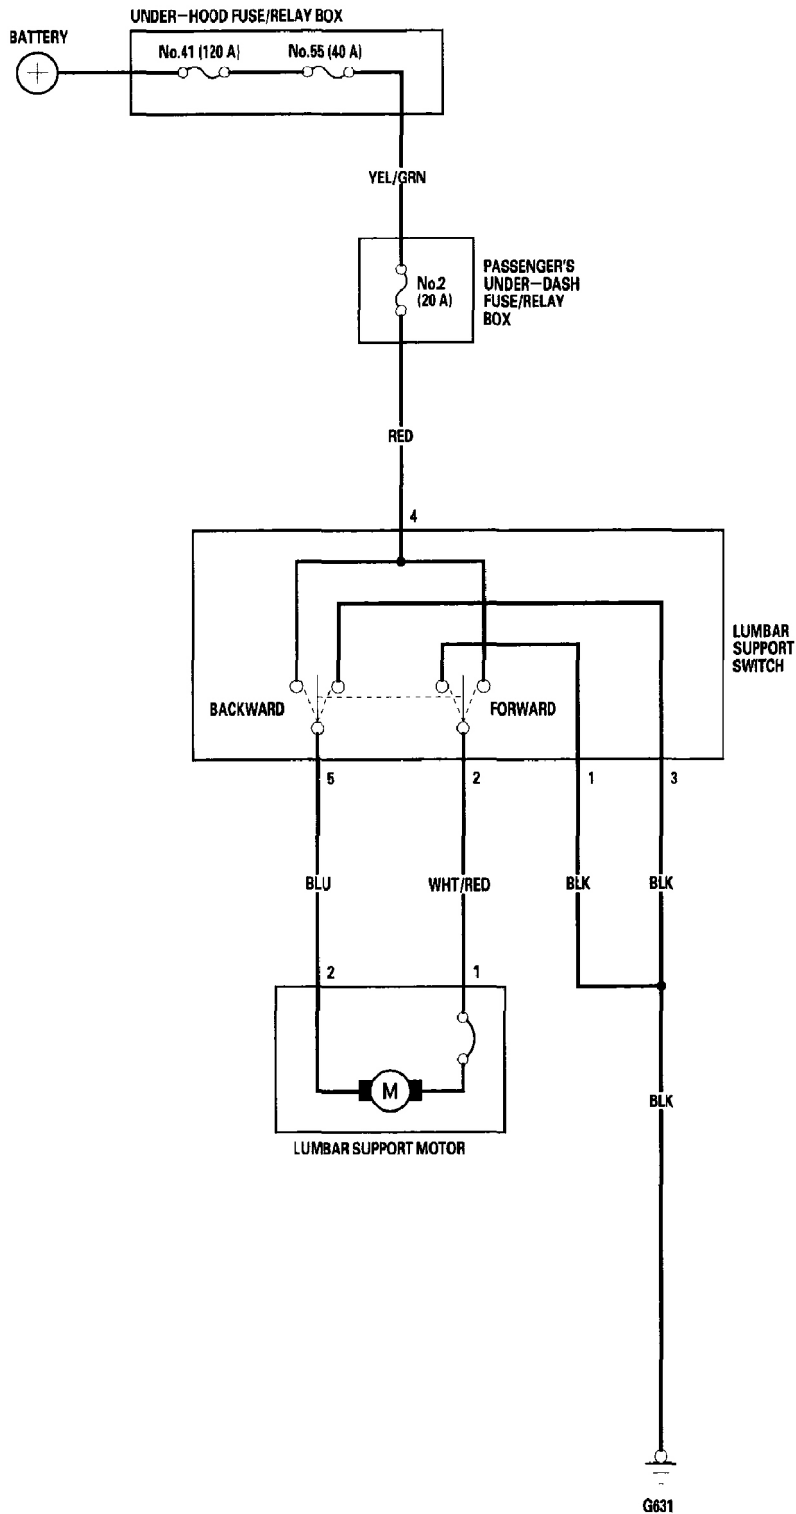 UNDER-HOOD FUSE/RELAY BOX
BATTERY
No.41 (120 A)
No.55 (40 A)
YEL/GRN
No.2
(20 A)
PASSENGER'S
UNDER-DASH
FUSE/RELAY
BOX
RED
4
LUMBAR
SUPPORT
SWITCH
BACKWARD
FORWARD
5
2
1
3
BLU
WHT/RED
BLK
BLK
2
1
M
BLK
LUMBAR SUPPORT MOTOR
G631